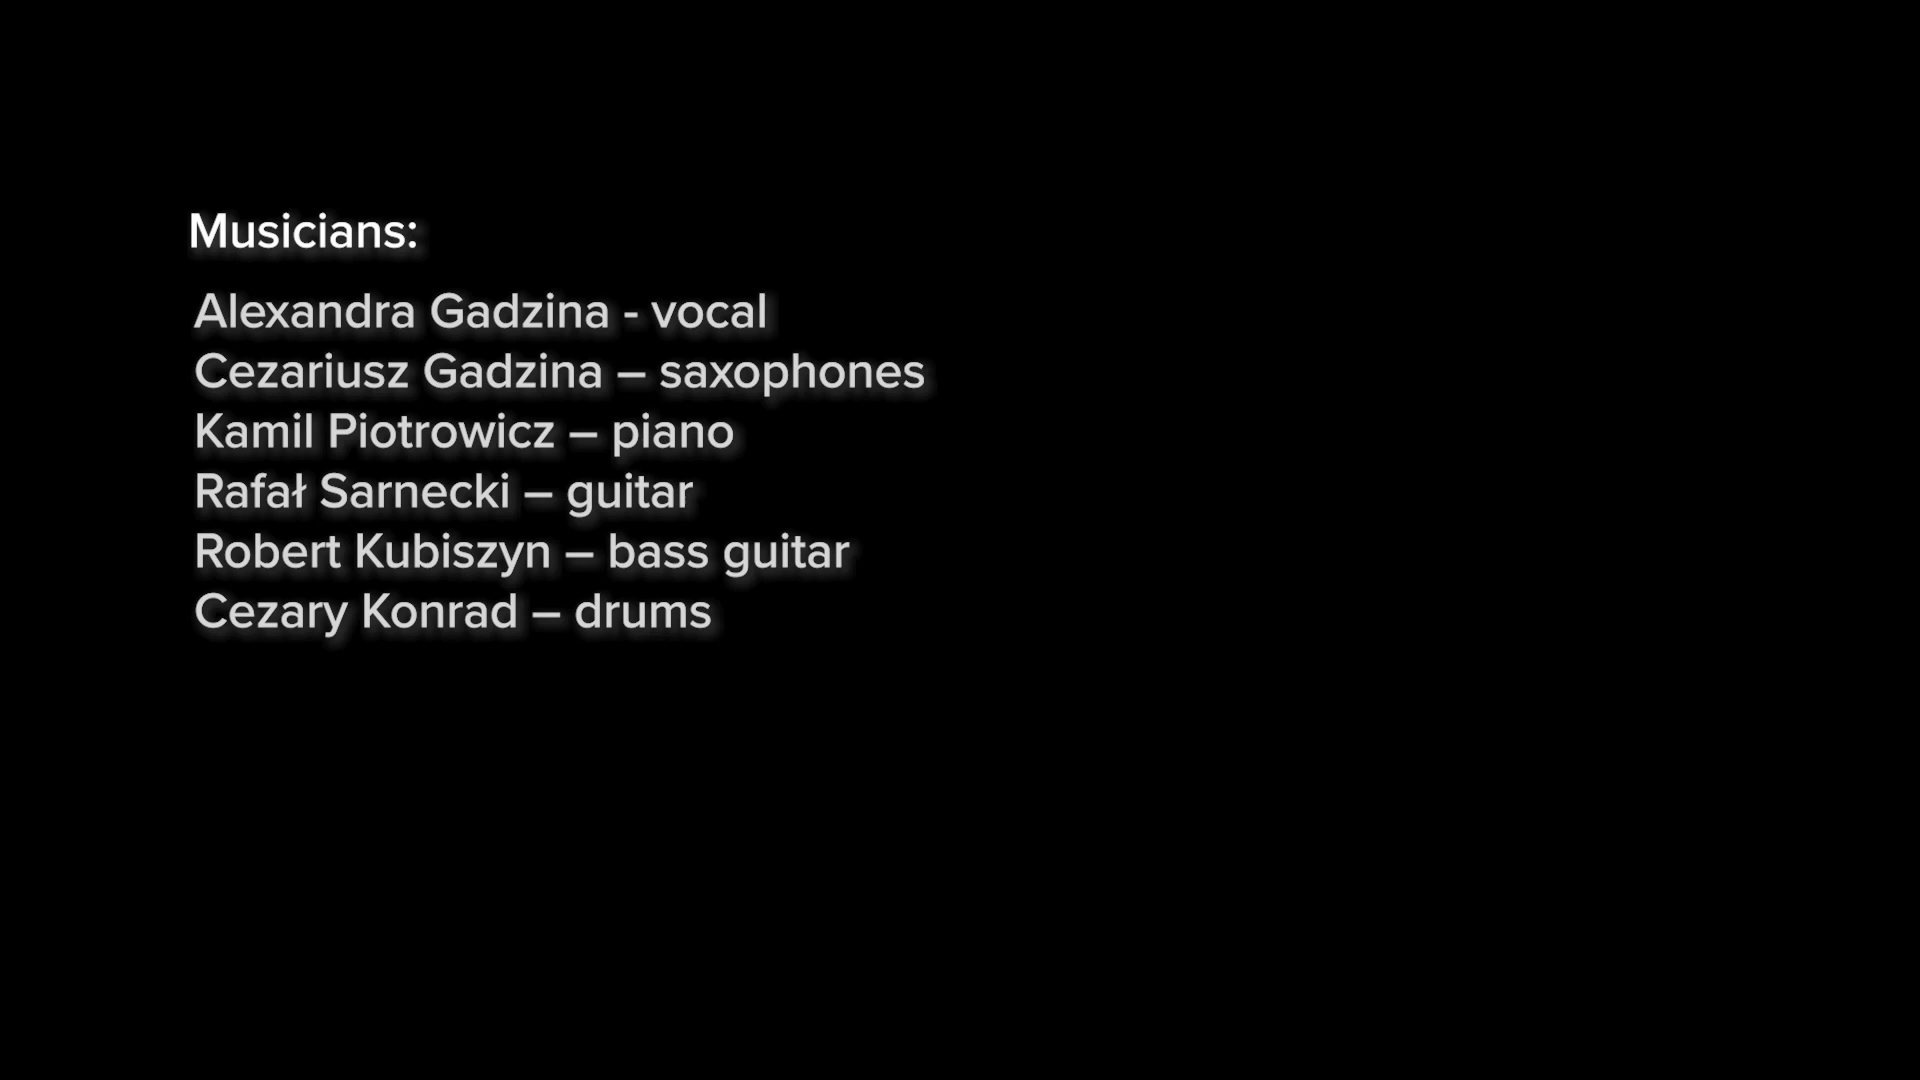 Musicians:
Alexandra Gadzina - vocal
Cezariusz Gadzina – saxophones
Kamil Piotrowicz – piano
Rafał Sarnecki – guitar
Robert Kubiszyn – bass guitar
Cezary Konrad – drums